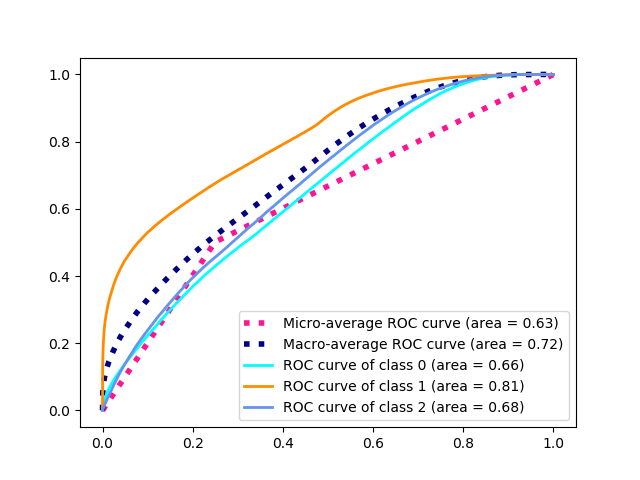 1.0
0.8
0.6
0.4
0.2
0.0
Micro-average ROC curve (area = 0.63)
Macro-average ROC curve (area = 0.72)
ROC curve of class 0 (area = 0.66)
ROC curve of class 1 (area = 0.81)
ROC curve of class 2 (area = 0.68)
0.0 0.2 0.4 0.6 0.8 1.0